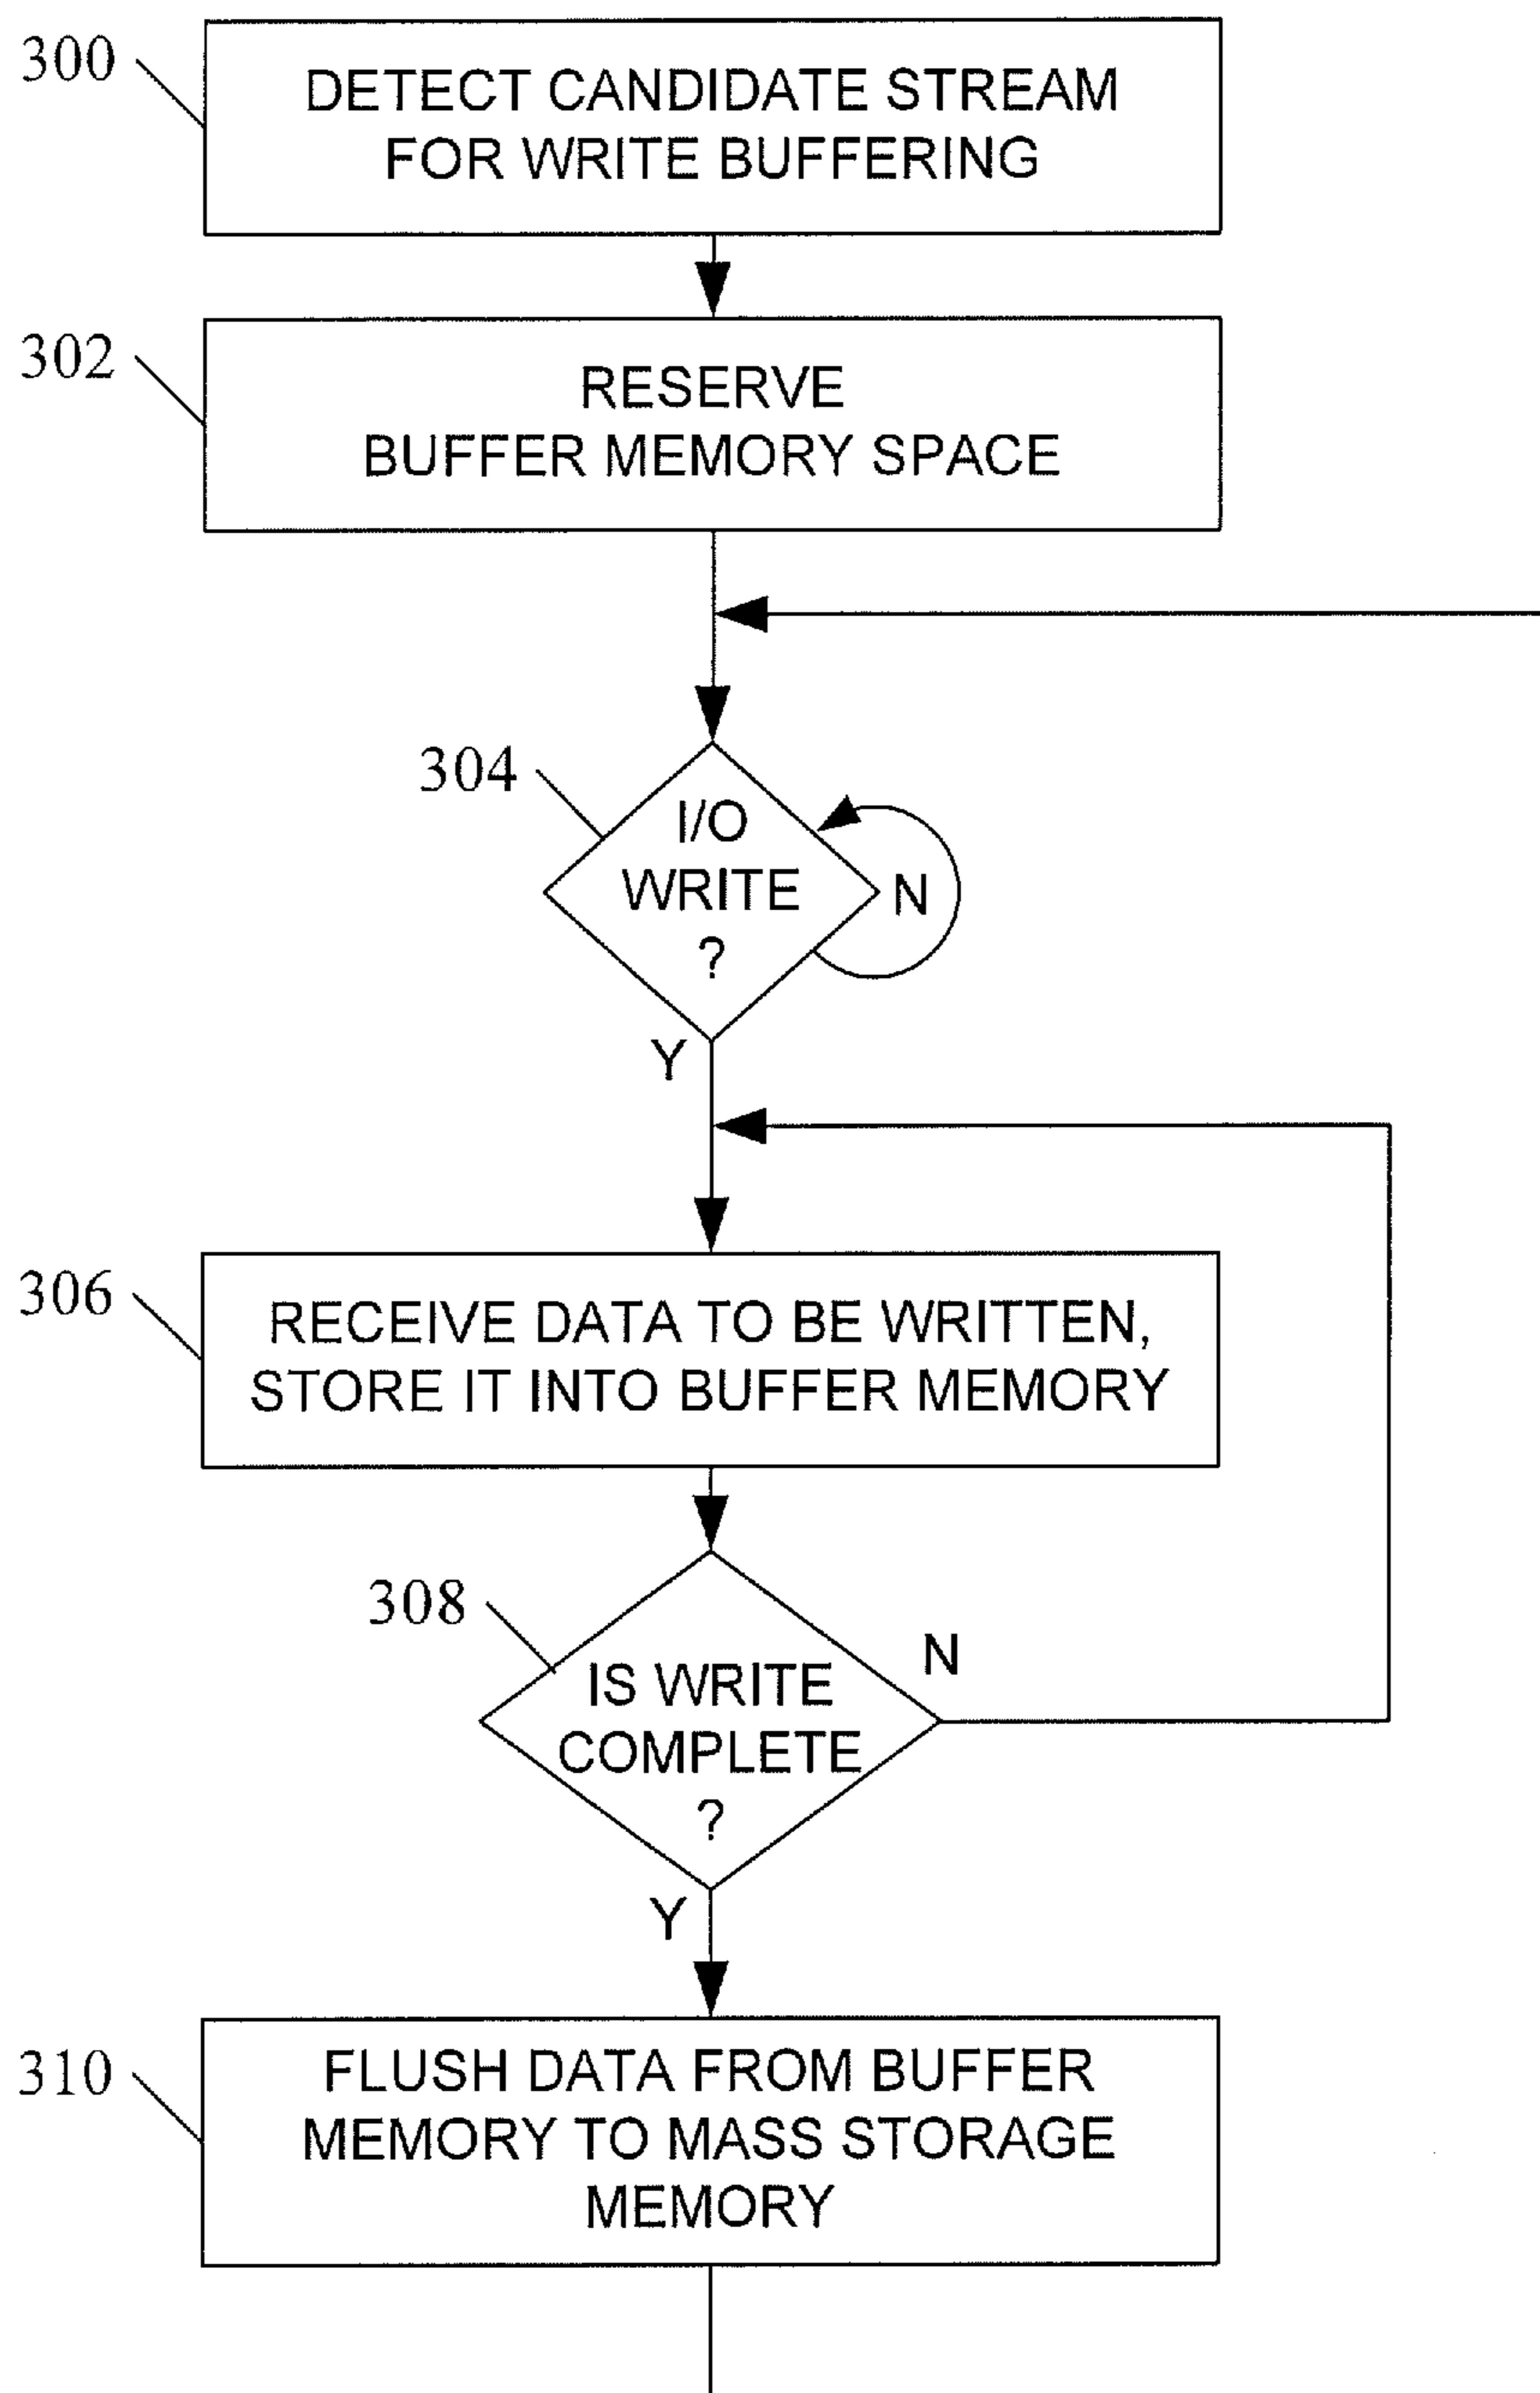 300
DETECT CANDIDATE STREAM
FOR WRITE BUFFERING
302
RESERVE
BUFFER MEMORY SPACE
304
I/O
WRITE
?
N
Y
306
RECEIVE DATA TO BE WRITTEN,
STORE IT INTO BUFFER MEMORY
308
IS WRITE
COMPLETE
?
N
Y
310
FLUSH DATA FROM BUFFER
MEMORY TO MASS STORAGE
MEMORY